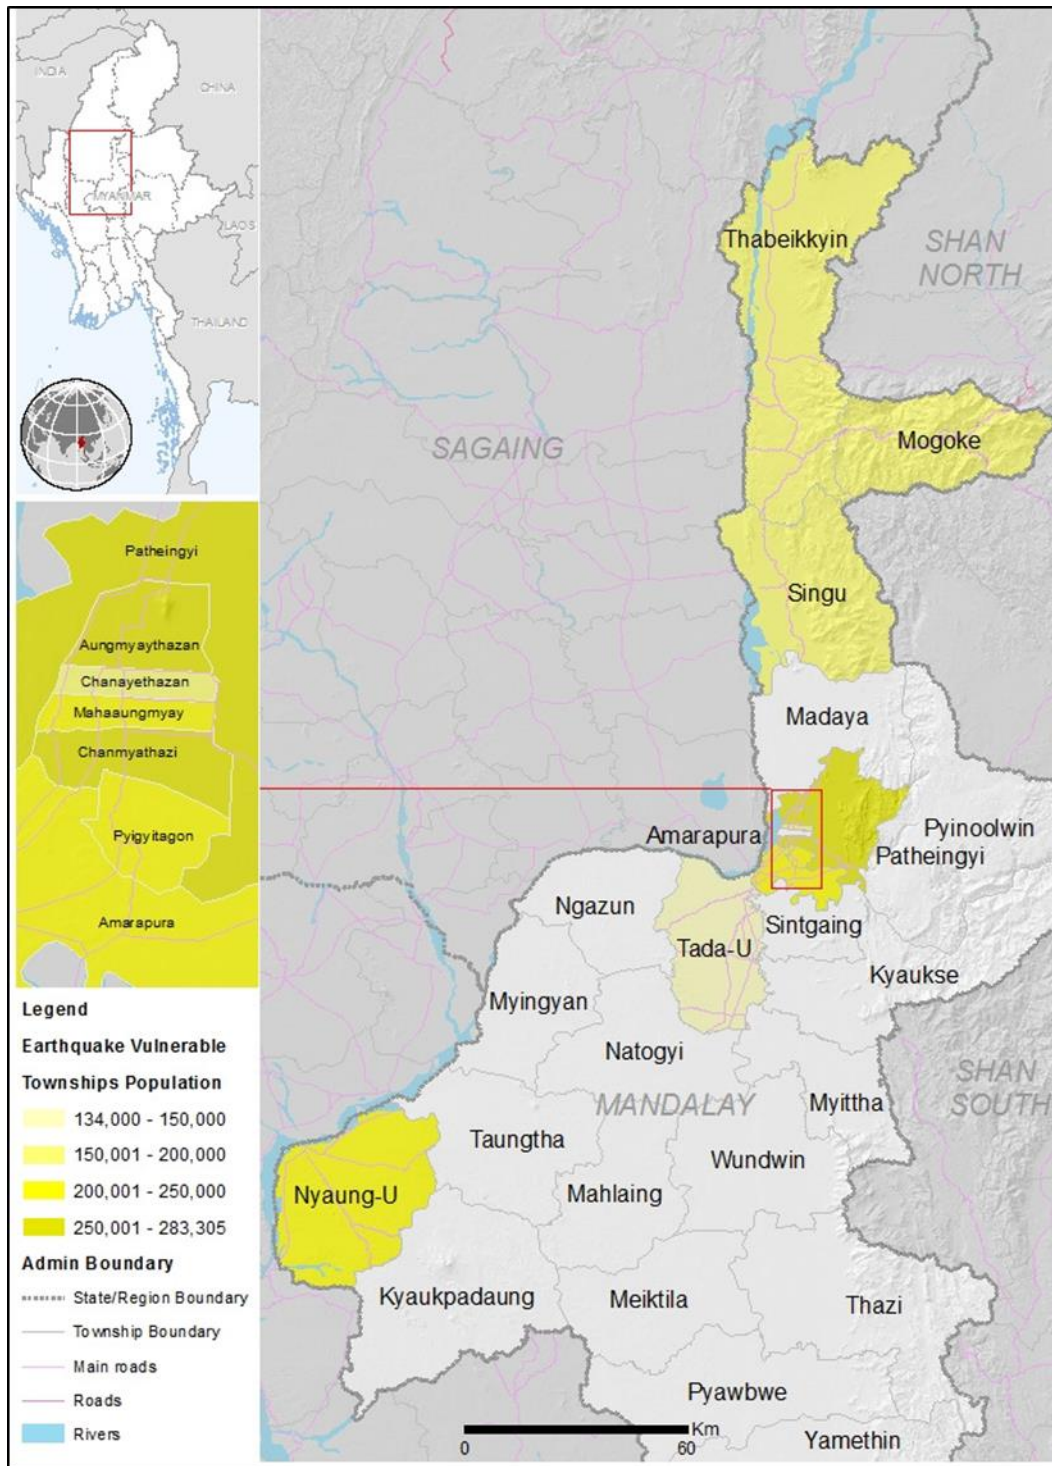 INDIA
CHINA
MYANMAR
LAOS
THAILAND
Patheingyi
Aungmyaythazan
Chanayethazan
Mahaaungmyay
Chanmyathazi
Pyigyitagon
Amarapura
Legend
Earthquake Vulnerable
Townships Population
134,000 - 150,000
150,001 - 200,000
200,001 - 250,000
250,001 - 283,305
Admin Boundary
State/Region Boundary
Township Boundary
Main roads
Roads
Rivers
Thabeikkyin
SHAN
NORTH
SAGAING
Mogoke
Singu
Madaya
Amarapura
Pyinoolwin
Patheingyi
Ngazun
Sintgaing
Tada-U
Kyaukse
Myingyan
Natogyi
SHAN
SOUTH
MANDALAY
Myittha
Taungtha
Wundwin
Nyaung-U
Mahlaing
Kyaukpadaung
Meiktila
Thazi
Pyawbwe
Km
0 60
Yamethin